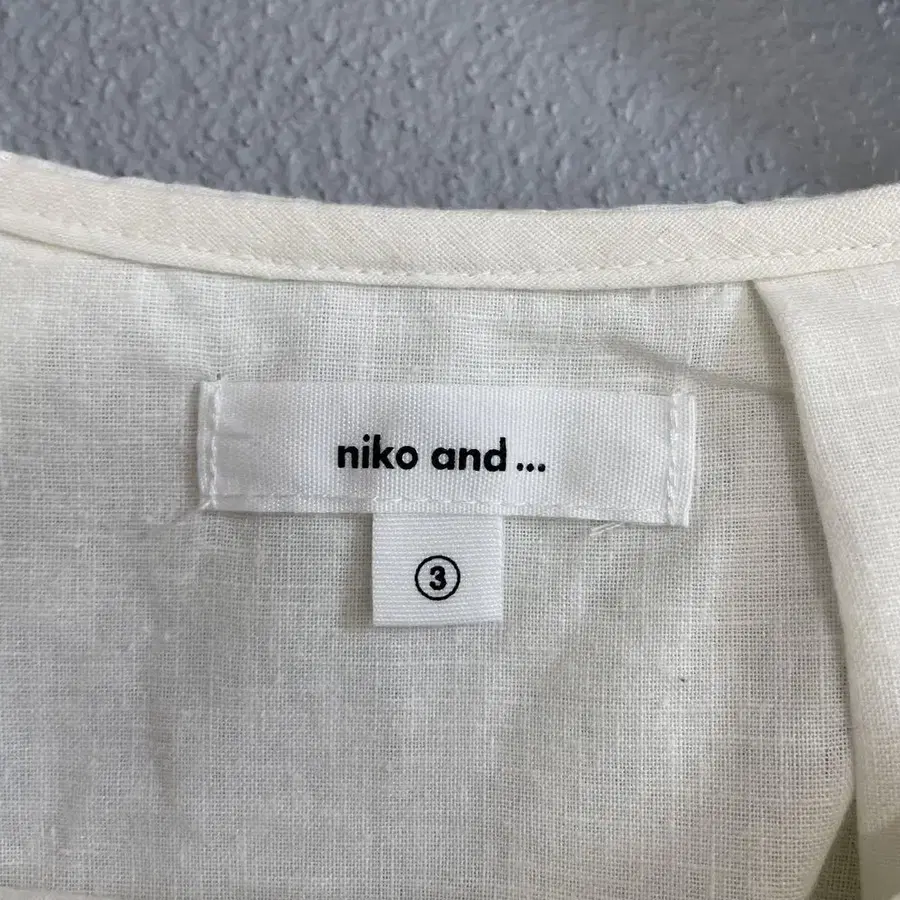 niko and ...
③